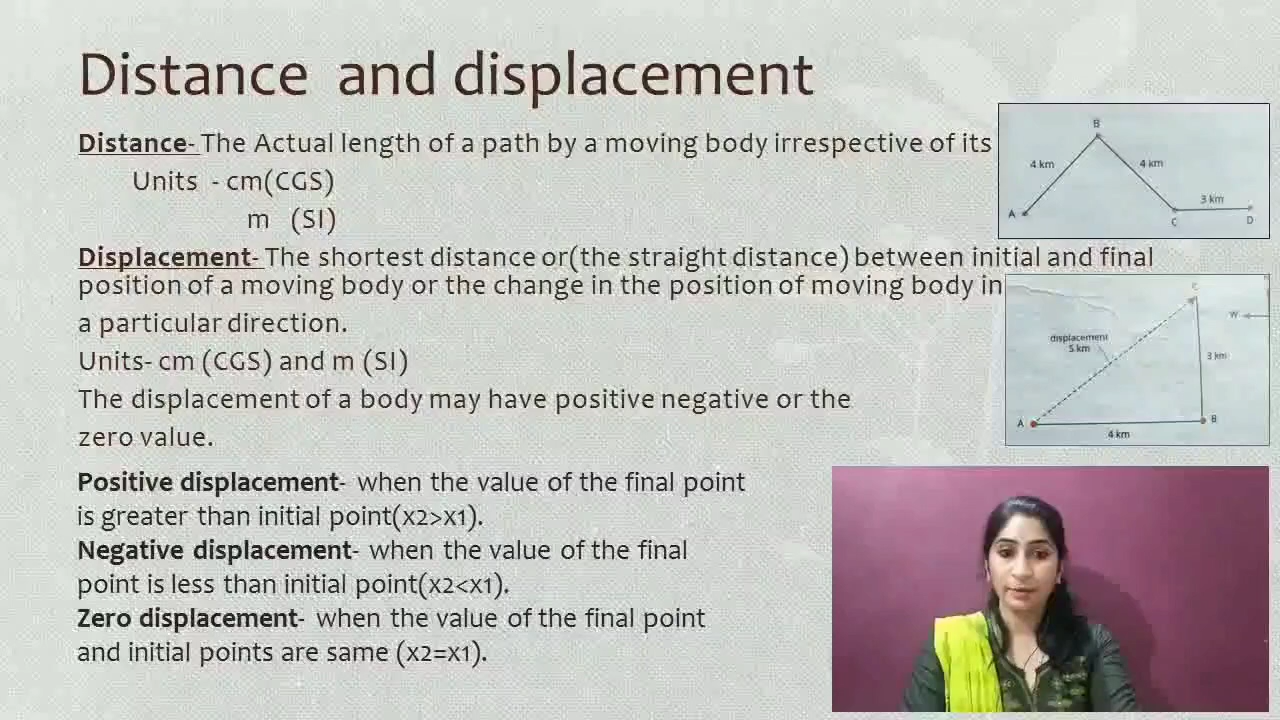 Distance and displacement
Distance- The Actual length of a path by a moving body irrespective of its
Units - cm(CGS)
m (SI)
Displacement- The shortest distance or(the straight distance) between initial and final
position of a moving body or the change in the position of moving body in
a particular direction.
Units- cm (CGS) and m (SI)
The displacement of a body may have positive negative or the
zero value.
Positive displacement- when the value of the final point
is greater than initial point(x2>x1).
Negative displacement- when the value of the final
point is less than initial point(x2<x1).
Zero displacement- when the value of the final point
and initial points are same (x2=x1).
B
4 km 4 km
3 km
A C D
C
W
displacement
5 km
3 km
A B
4 km